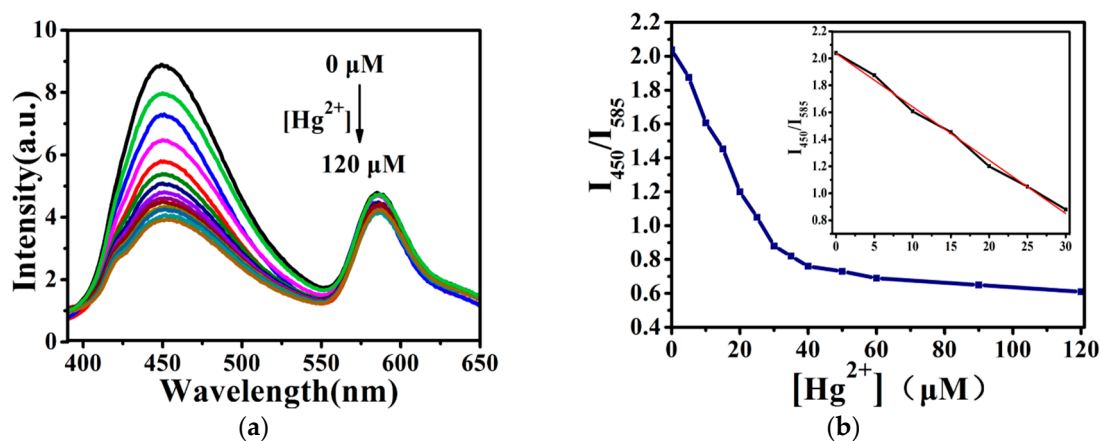 10
8
6
4
2
0
Intensity(a.u.)
400 450 500 550 600 650
Wavelength(nm)
0 μM
[Hg²⁺]
120 μM
(a)
2.2
2.0
1.8
1.6
1.4
1.2
1.0
0.8
0.6
0.4
I₄₅₀/I₅₈₅
0 20 40 60 80 100 120
[Hg²⁺]（μM）
2.2
2.0
1.8
1.6
1.4
1.2
1.0
0.8
I₄₅₀/I₅₈₅
0 5 10 15 20 25 30
(b)